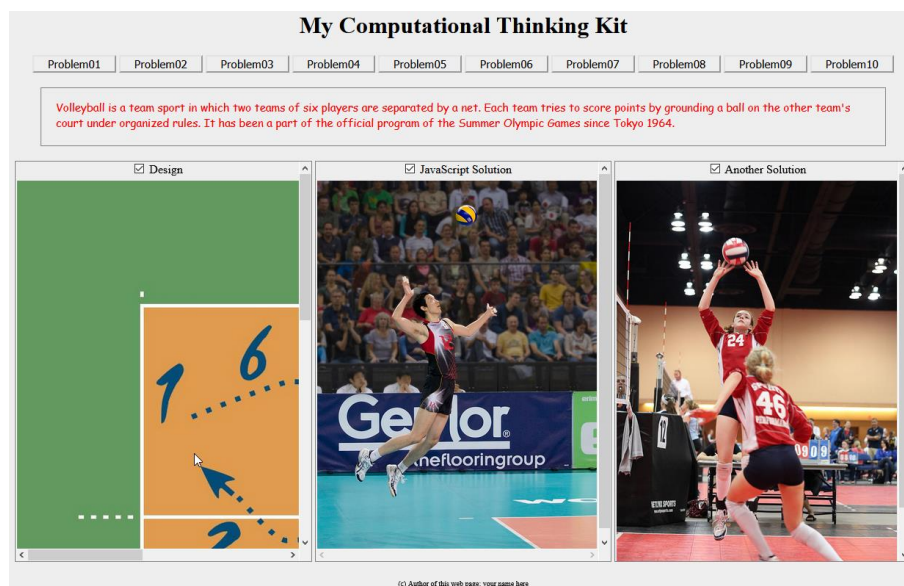 My Computational Thinking Kit
Problem01 Problem02 Problem03 Problem04 Problem05 Problem06 Problem07 Problem08 Problem09 Problem10
Volleyball is a team sport in which two teams of six players are separated by a net. Each team tries to score points by grounding a ball on the other team's
court under organized rules. It has been a part of the official program of the Summer Olympic Games since Tokyo 1964.
Design
JavaScript Solution
Another Solution
1 6
2
Ge lor®
heflooringgroup
24
46
12
(c) Author of this web page: your name here